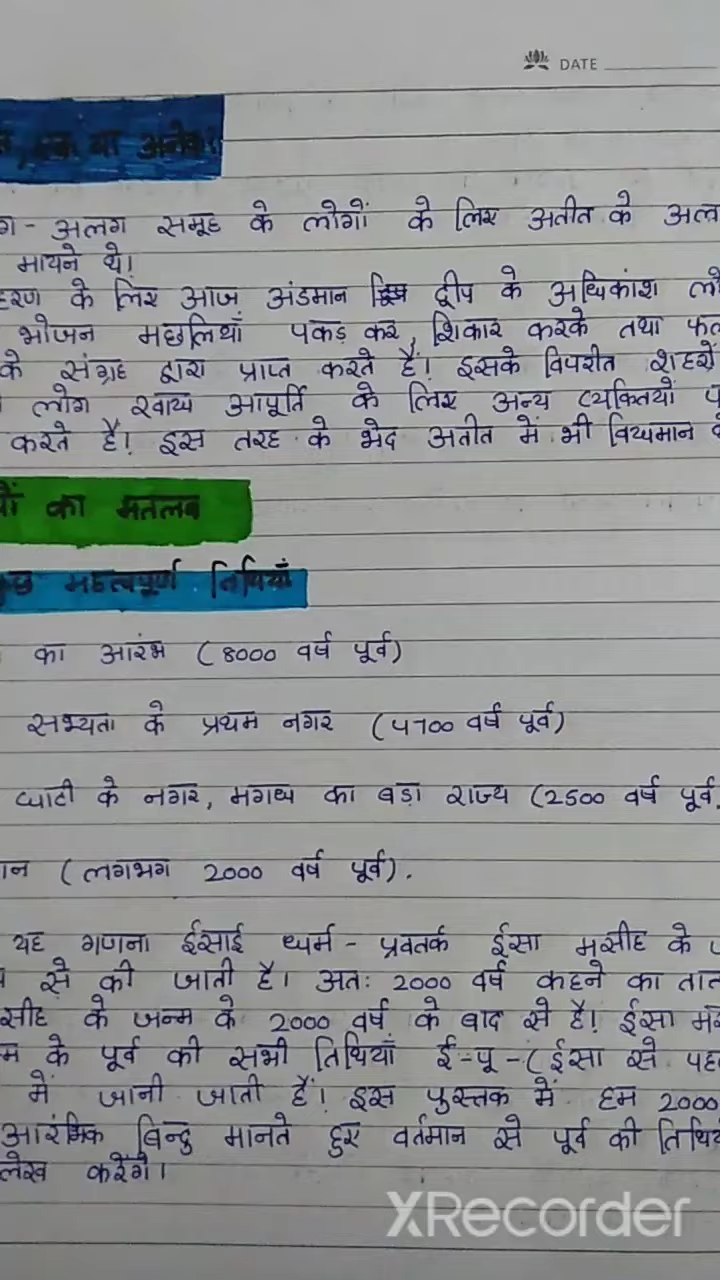 DATE
एक या अनेक?
ग - अलग समूह के लोगों के लिए अतीत के अल
मायने थे।
हरण के लिए आज अंडमान द्वीप के अधिकांश लो
भोजन मछलियाँ पकड़ कर, शिकार करके तथा फल
के संग्रह द्वारा प्राप्त करते हैं। इसके विपरीत शहरों
लोग खाद्य आपूर्ति के लिए अन्य व्यक्तियों प
करते हैं। इस तरह के भेद अतीत में भी विद्यमान थे
यों का मतलब
कुछ महत्वपूर्ण तिथियाँ
का आरंभ (8000 वर्ष पूर्व)
सभ्यता के प्रथम नगर (4700 वर्ष पूर्व)
घाटी के नगर, मगध का बड़ा राज्य (2500 वर्ष पूर्व
ान (लगभग 2000 वर्ष पूर्व).
यह गणना ईसाई धर्म - प्रवर्तक ईसा मसीह के ज
से की जाती है। अतः 2000 वर्ष कहने का तात
सीह के जन्म के 2000 वर्ष के बाद से है! ईसा मस
म के पूर्व की सभी तिथियाँ ई-पू-(ईसा से पह
में जानी जाती हैं। इस पुस्तक में हम 2000
आरंभिक बिन्दु मानते हुए वर्तमान से पूर्व की तिथिय
लेख करेंगे।
XRecorder